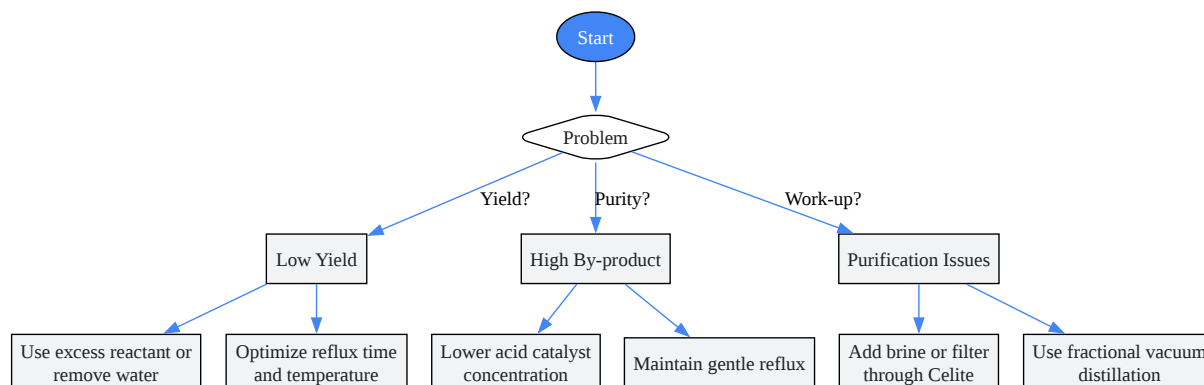 Start
Problem
Yield?
Purity?
Work-up?
Low Yield
High By-product
Purification Issues
Use excess reactant or
remove water
Optimize reflux time
and temperature
Lower acid catalyst
concentration
Maintain gentle reflux
Add brine or filter
through Celite
Use fractional vacuum
distillation